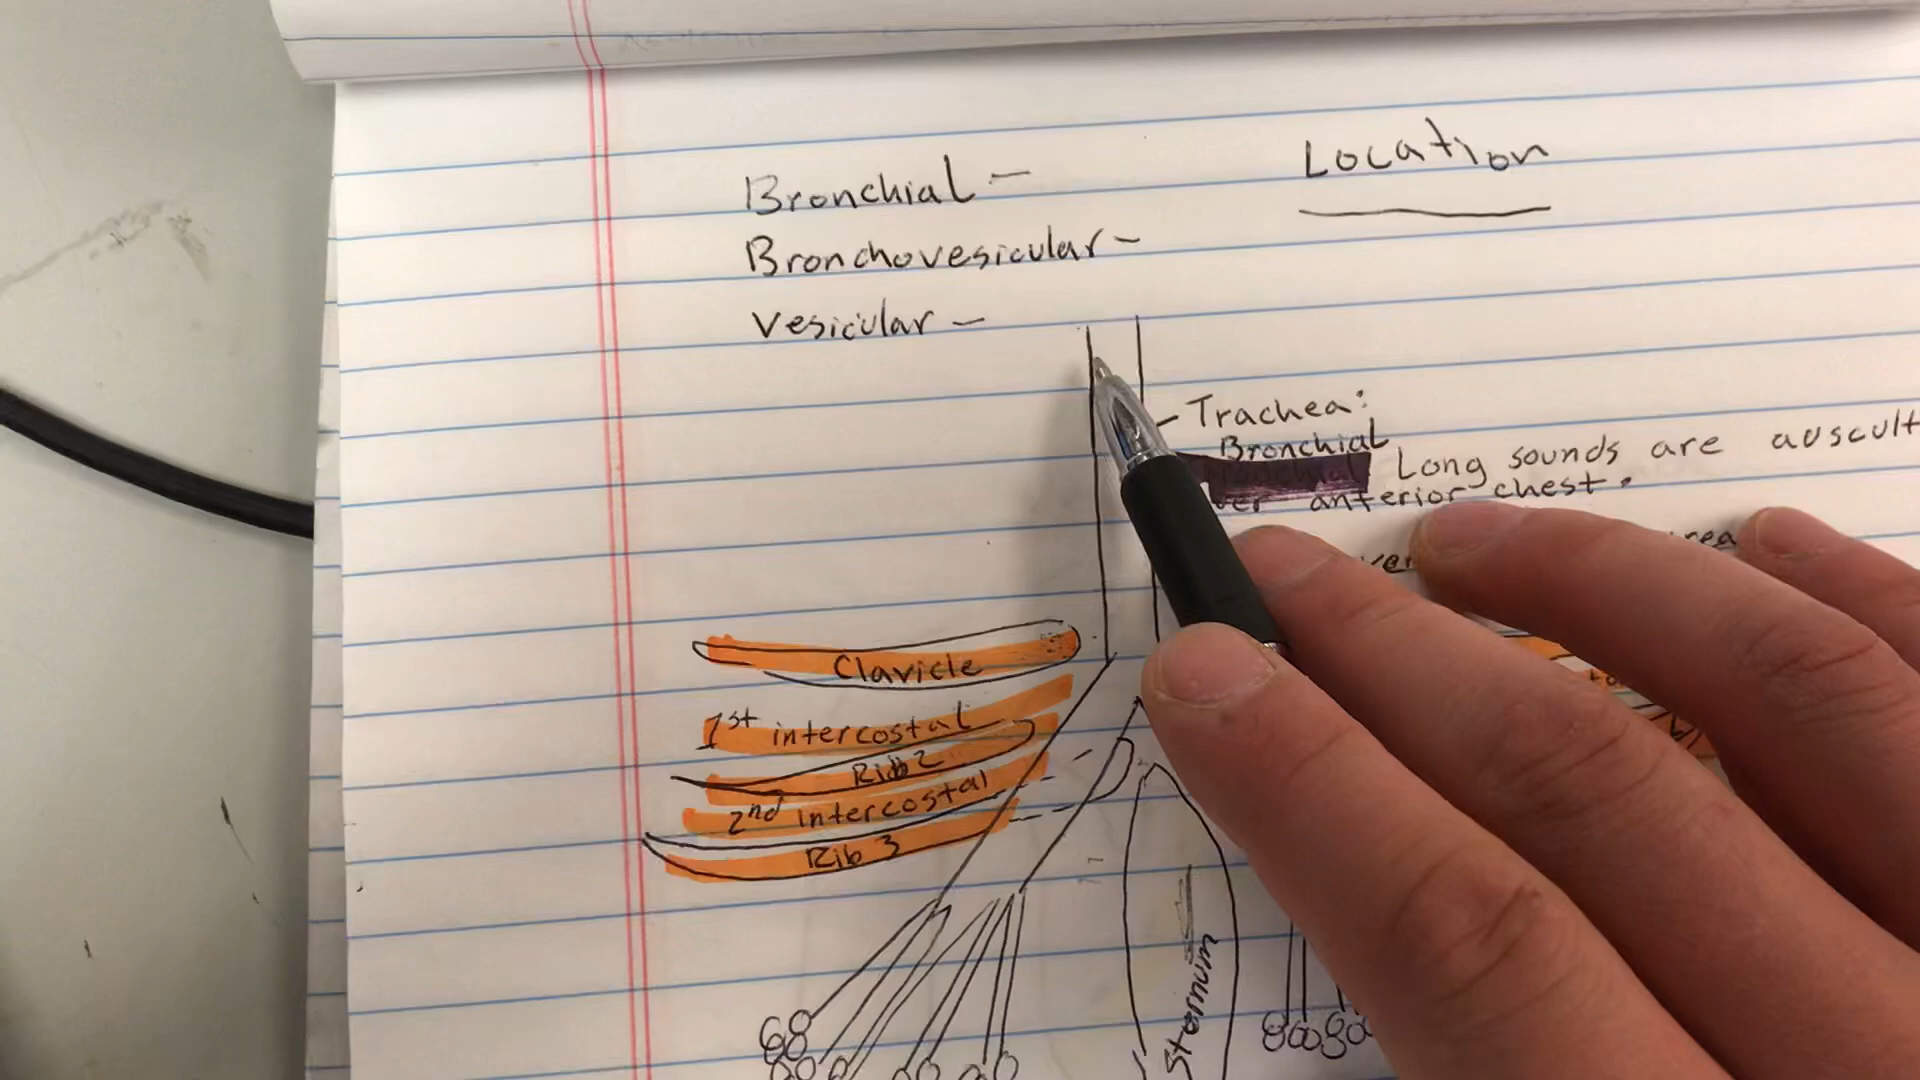 Location
Bronchial -
Bronchovesicular -
Vesicular -
- Trachea:
Bronchial
Long sounds are auscult
anterior chest.
Clavicle
1st intercostal
Rib 2
2nd intercostal
Rib 3
Sternum